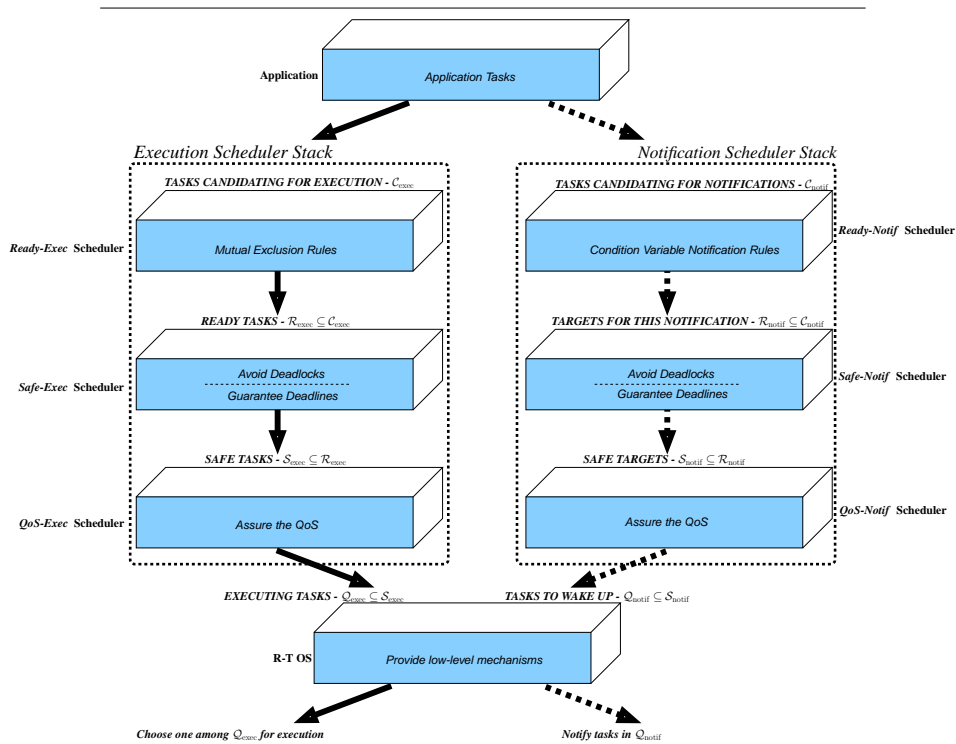 Application
Application Tasks
Execution Scheduler Stack
Notification Scheduler Stack
TASKS CANDIDATING FOR EXECUTION - 𝒞exec
TASKS CANDIDATING FOR NOTIFICATIONS - 𝒞notif
Ready-Exec Scheduler
Mutual Exclusion Rules
Condition Variable Notification Rules
Ready-Notif Scheduler
READY TASKS - ℛexec ⊆ 𝒞exec
TARGETS FOR THIS NOTIFICATION - ℛnotif ⊆ 𝒞notif
Safe-Exec Scheduler
Avoid Deadlocks
Guarantee Deadlines
Avoid Deadlocks
Guarantee Deadlines
Safe-Notif Scheduler
SAFE TASKS - 𝒮exec ⊆ ℛexec
SAFE TARGETS - 𝒮notif ⊆ ℛnotif
QoS-Exec Scheduler
Assure the QoS
Assure the QoS
QoS-Notif Scheduler
EXECUTING TASKS - 𝒬exec ⊆ 𝒮exec
TASKS TO WAKE UP - 𝒬notif ⊆ 𝒮notif
R-T OS
Provide low-level mechanisms
Choose one among 𝒬exec for execution
Notify tasks in 𝒬notif